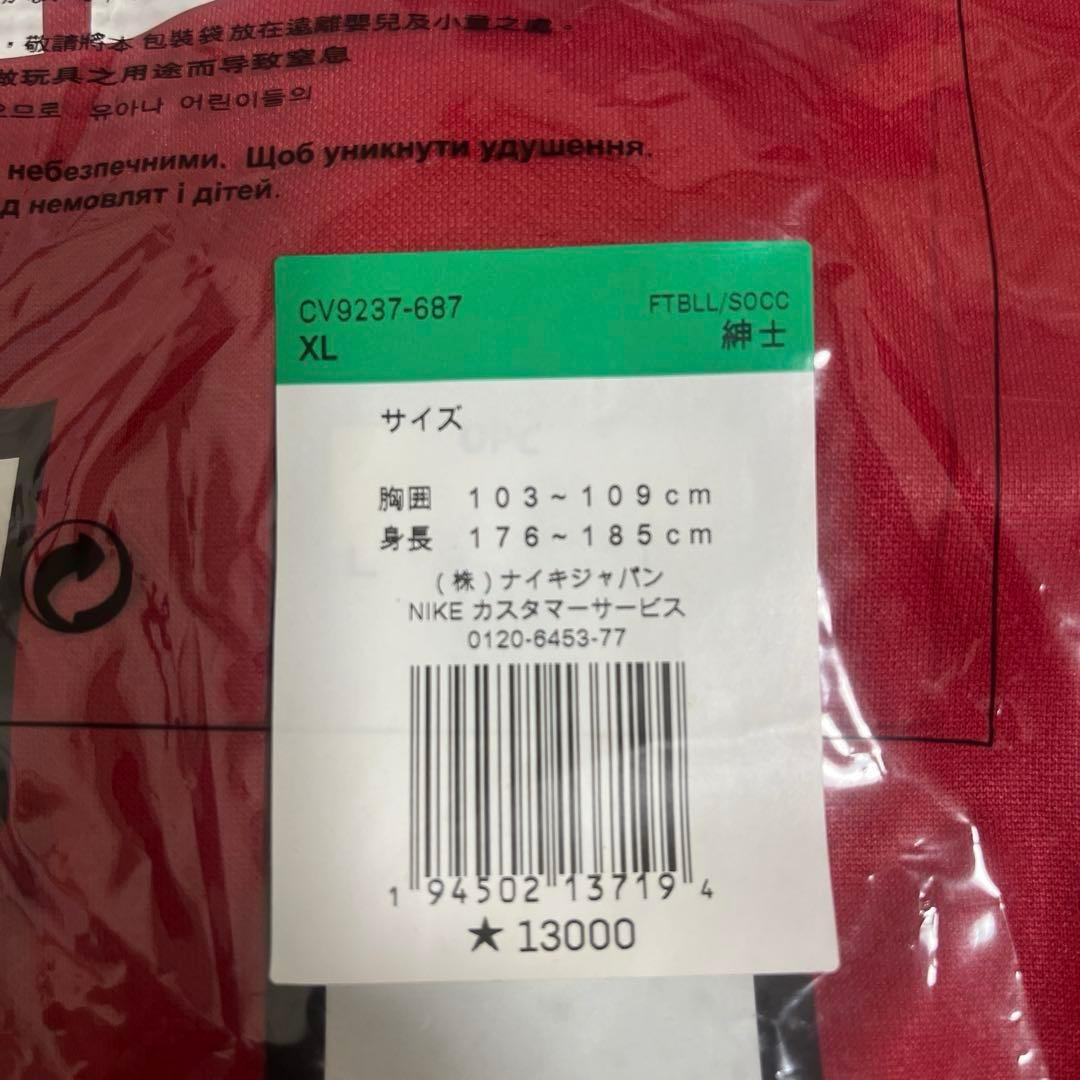 ，敬請將本包裝袋放在遠離嬰兒及小童之處。
做玩具之用途而导致窒息
으므로 유아나 어린이들의
небезпечними. Щоб уникнути удушення,
д немовлят і дітей.
CV9237-687
FTBLL/SOCC
XL
紳士
サイズ
胸囲 103~109cm
身長 176~185cm
(株)ナイキジャパン
NIKE カスタマーサービス
0120-6453-77
1 94502 13719 4
★13000